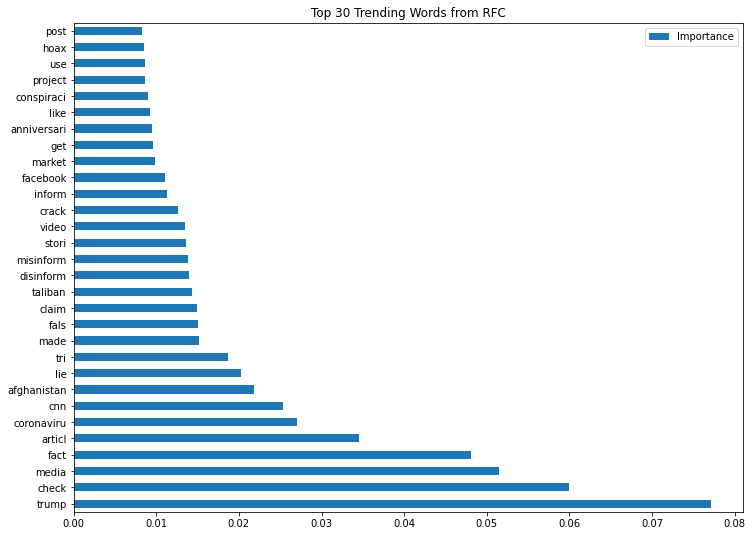 Top 30 Trending Words from RFC
Importance
post
hoax
use
project
conspiraci
like
anniversari
get
market
facebook
inform
crack
video
stori
misinform
disinform
taliban
claim
fals
made
tri
lie
afghanistan
cnn
coronaviru
articl
fact
media
check
trump
0.00 0.01 0.02 0.03 0.04 0.05 0.06 0.07 0.08